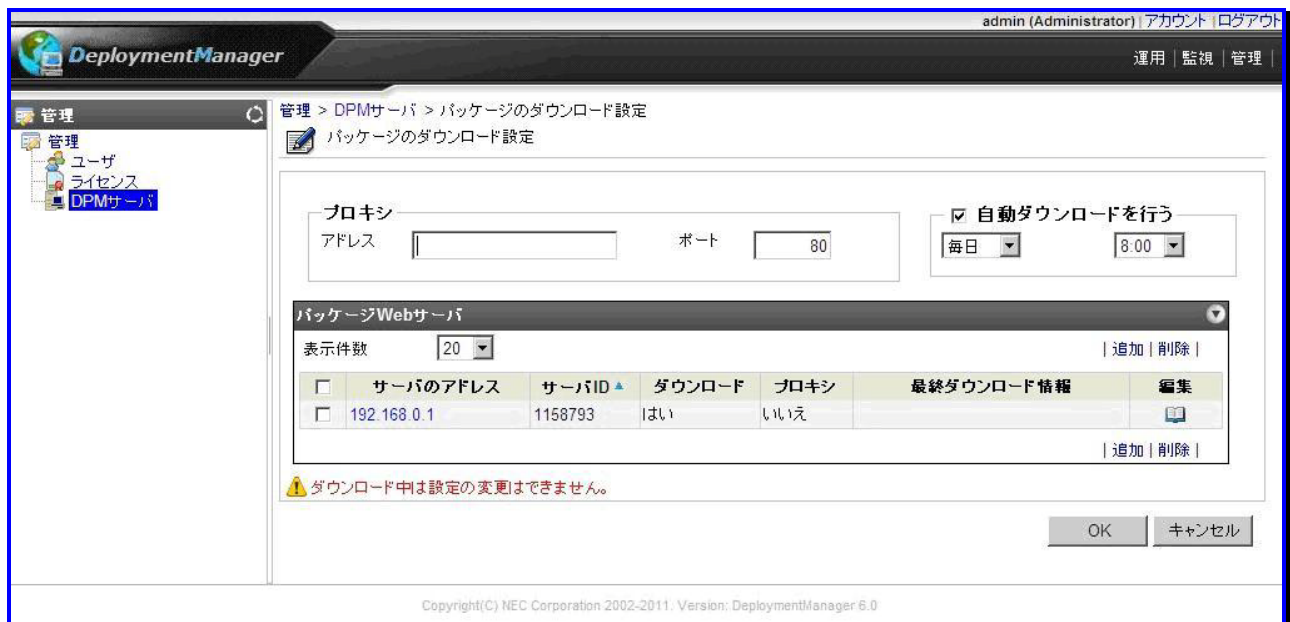 admin (Administrator) | アカウント | ログアウト
DeploymentManager
運用 | 監視 | 管理 |
管理
管理
ユーザ
ライセンス
DPMサーバ
管理 > DPMサーバ > パッケージのダウンロード設定
パッケージのダウンロード設定
プロキシ
アドレス ポート 80
自動ダウンロードを行う
毎日 8:00
パッケージWebサーバ
表示件数 20 | 追加 | 削除 |
サーバのアドレス サーバID ダウンロード プロキシ 最終ダウンロード情報 編集
192.168.0.1 1158793 はい いいえ
| 追加 | 削除 |
ダウンロード中は設定の変更はできません。
OK キャンセル
Copyright(C) NEC Corporation 2002-2011. Version: DeploymentManager 6.0